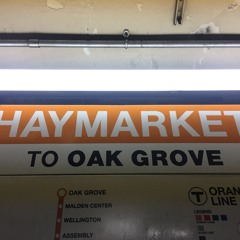 HAYMARKET
TO OAK GROVE
OAK GROVE
MALDEN CENTER
WELLINGTON
ASSEMBLY
T ORAN
LINE